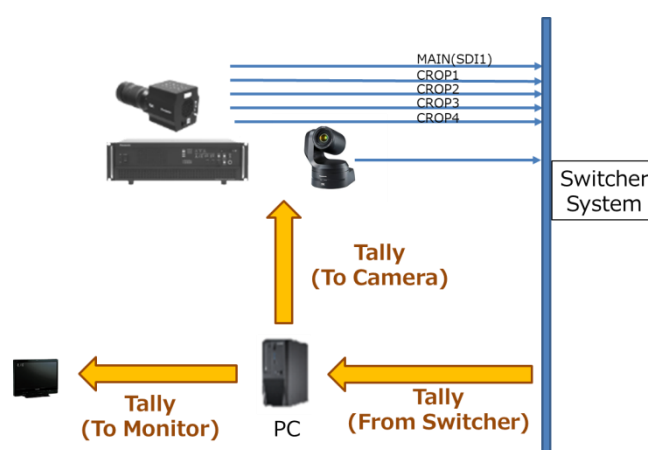 MAIN(SDI1)
CROP1
CROP2
CROP3
CROP4
Switcher
System
Tally
(To Camera)
Tally
(To Monitor)
PC
Tally
(From Switcher)